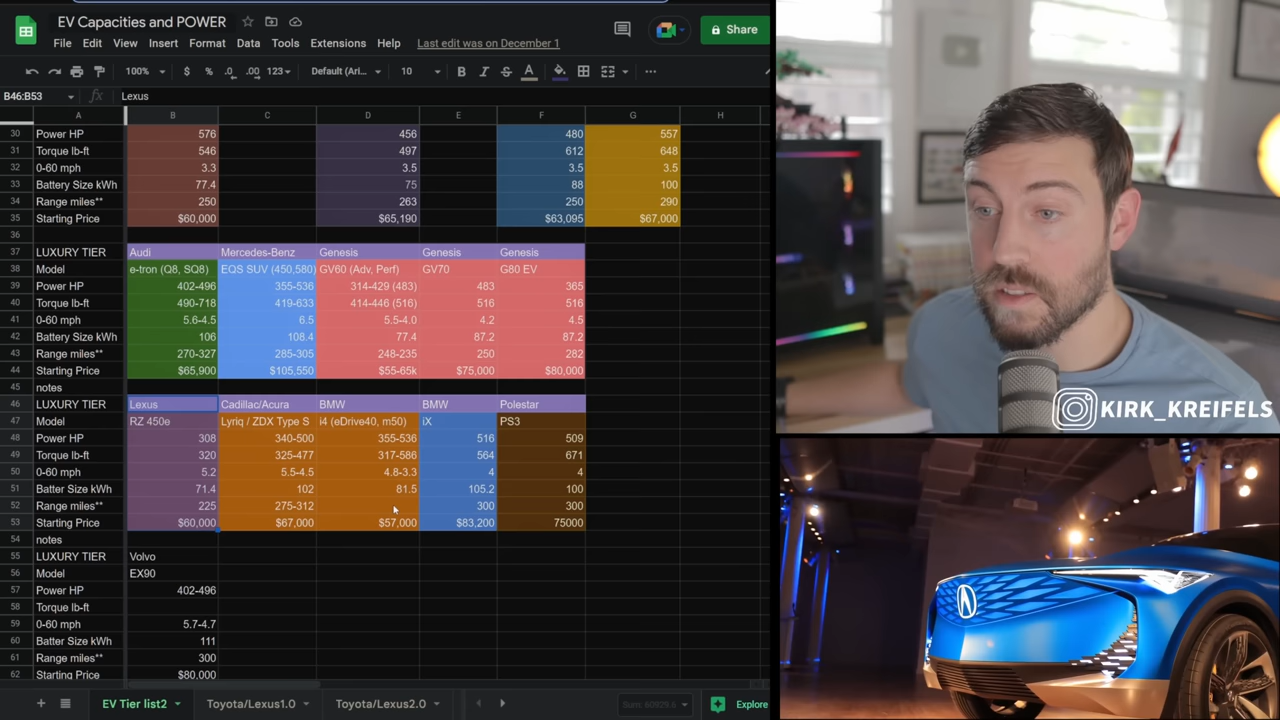 EV Capacities and POWER
File Edit View Insert Format Data Tools Extensions Help Last edit was on December 1
Share
100% $ % .0 .00 123 Default (Ari... 10 B I S A
B46:B53 fx Lexus
A B C D E F G H
30 Power HP 576 456 480 557
31 Torque lb-ft 546 497 612 648
32 0-60 mph 3.3 3.5 3.5 3.5
33 Battery Size kWh 77.4 75 88 100
34 Range miles** 250 263 250 290
35 Starting Price $60,000 $65,190 $63,095 $67,000
36
37 LUXURY TIER Audi Mercedes-Benz Genesis Genesis Genesis
38 Model e-tron (Q8, SQ8) EQS SUV (450,580) GV60 (Adv, Perf) GV70 G80 EV
39 Power HP 402-496 355-536 314-429 (483) 483 365
40 Torque lb-ft 490-718 419-633 414-446 (516) 516 516
41 0-60 mph 5.6-4.5 6.5 5.5-4.0 4.2 4.5
42 Battery Size kWh 106 108.4 77.4 87.2 87.2
43 Range miles** 270-327 285-305 248-235 250 282
44 Starting Price $65,900 $105,550 $55-65k $75,000 $80,000
45 notes
46 LUXURY TIER Lexus Cadillac/Acura BMW BMW Polestar
47 Model RZ 450e Lyriq / ZDX Type S i4 (eDrive40, m50) iX PS3
48 Power HP 308 340-500 355-536 516 509
49 Torque lb-ft 320 325-477 317-586 564 671
50 0-60 mph 5.2 5.5-4.5 4.8-3.3 4 4
51 Batter Size kWh 71.4 102 81.5 105.2 100
52 Range miles** 225 275-312 300 300
53 Starting Price $60,000 $67,000 $57,000 $83,200 75000
54 notes
55 LUXURY TIER Volvo
56 Model EX90
57 Power HP 402-496
58 Torque lb-ft
59 0-60 mph 5.7-4.7
60 Batter Size kWh 111
61 Range miles** 300
62 Starting Price $80,000
EV Tier list2 Toyota/Lexus1.0 Toyota/Lexus2.0 Sum: 60929.6 Explore
KIRK_KREIFELS